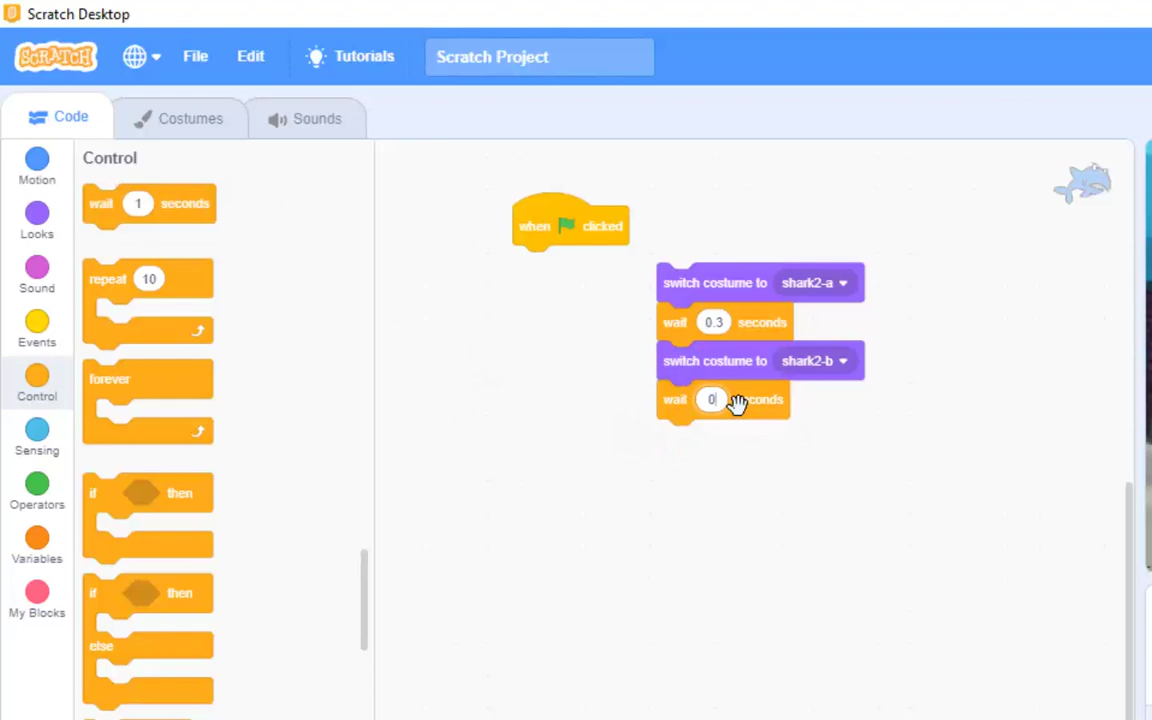 Scratch Desktop
SCRATCH
File
Edit
Tutorials
Scratch Project
Code
Costumes
Sounds
Motion
Looks
Sound
Events
Control
Sensing
Operators
Variables
My Blocks
Control
wait 1 seconds
repeat 10
forever
if then
if then
else
when clicked
switch costume to shark2-a
wait 0.3 seconds
switch costume to shark2-b
wait 0 conds